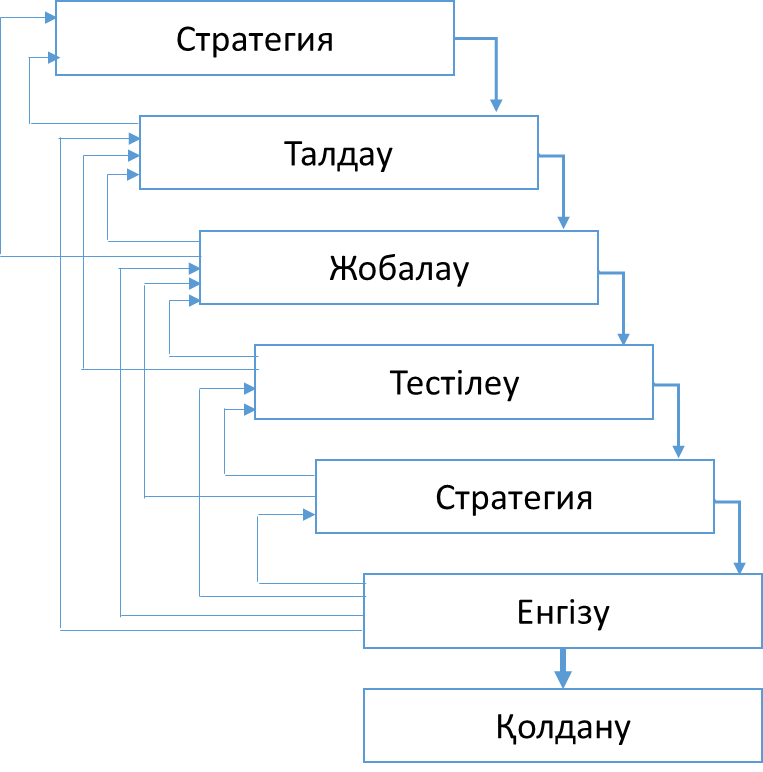 Стратегия
Талдау
Жобалау
Тестілеу
Стратегия
Енгізу
Қолдану